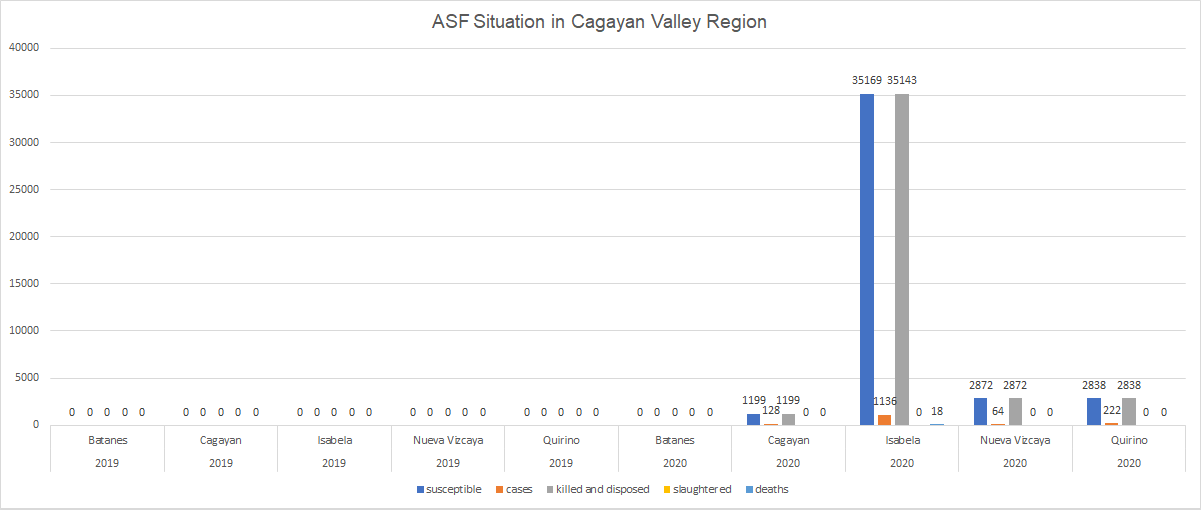 ASF Situation in Cagayan Valley Region
40000
35169 35143
35000
30000
25000
20000
15000
10000
5000
2872 2872 2838 2838
1199 1199 1136
128 0 0 0 18 64 0 0 222 0 0
0 0 0 0 0 0 0 0 0 0 0 0 0 0 0 0 0 0 0 0 0 0 0 0 0 0 0 0 0 0
0
Batanes Cagayan Isabela Nueva Vizcaya Quirino Batanes Cagayan Isabela Nueva Vizcaya Quirino
2019 2019 2019 2019 2019 2020 2020 2020 2020 2020
susceptible cases killed and disposed slaughtered deaths